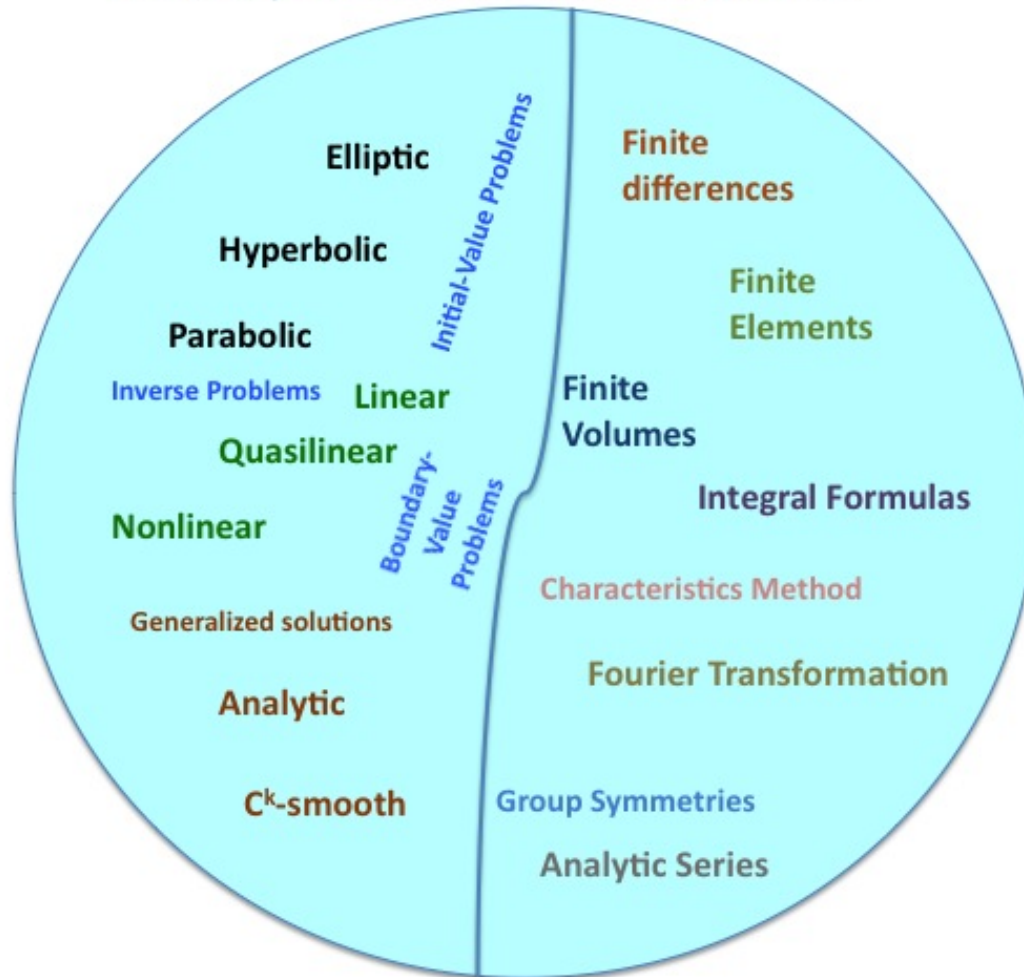 Elliptic
Hyperbolic
Parabolic
Initial-Value Problems
Inverse Problems
Linear
Quasilinear
Nonlinear
Boundary-
Value
Problems
Generalized solutions
Analytic
Cᵏ-smooth
Finite
differences
Finite
Elements
Finite
Volumes
Integral Formulas
Characteristics Method
Fourier Transformation
Group Symmetries
Analytic Series